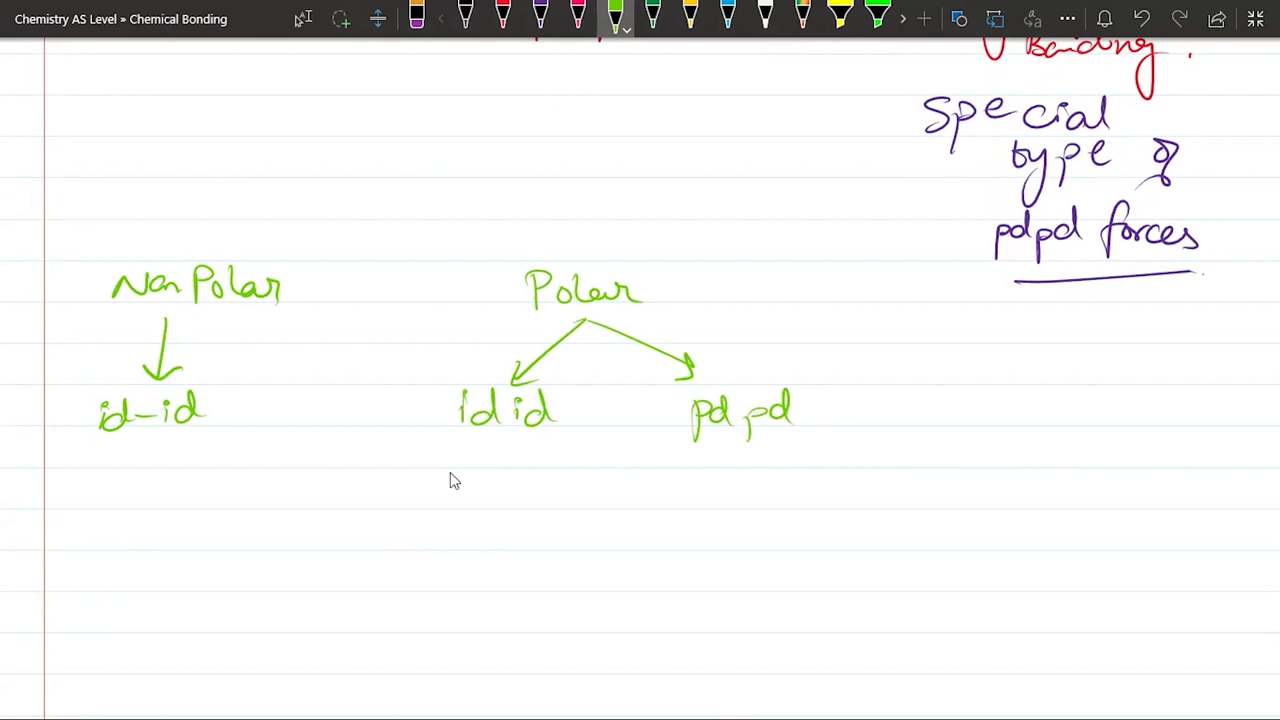 Chemistry AS Level » Chemical Bonding
Bonding.
Special
type of
pdpd forces
Non Polar
Polar
id-id
id id
pd pd